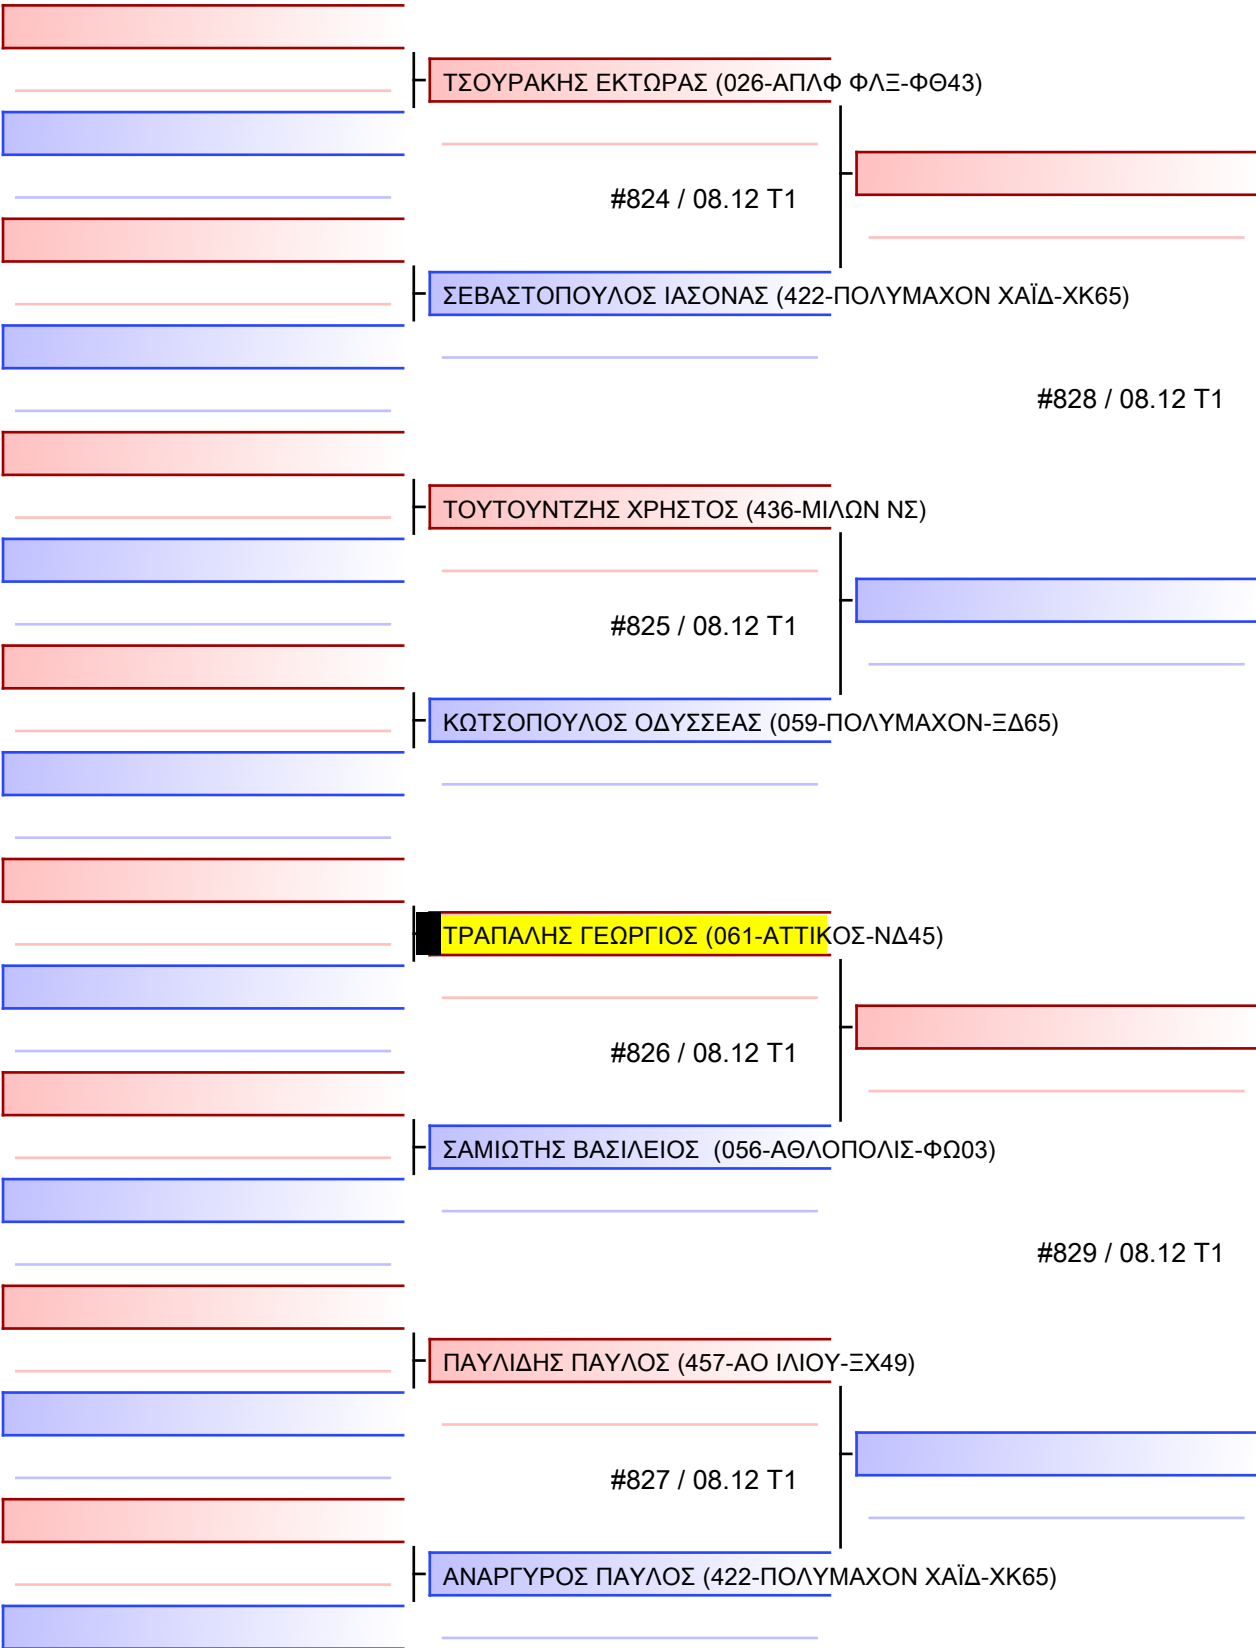 ΤΣΟΥΡΑΚΗΣ ΕΚΤΩΡΑΣ (026-ΑΠΛΦ ΦΛΞ-ΦΘ43)
#824 / 08.12 T1
ΣΕΒΑΣΤΟΠΟΥΛΟΣ ΙΑΣΟΝΑΣ (422-ΠΟΛΥΜΑΧΟΝ ΧΑΪΔ-ΧΚ65)
#828 / 08.12 T1
ΤΟΥΤΟΥΝΤΖΗΣ ΧΡΗΣΤΟΣ (436-ΜΙΛΩΝ ΝΣ)
#825 / 08.12 T1
ΚΩΤΣΟΠΟΥΛΟΣ ΟΔΥΣΣΕΑΣ (059-ΠΟΛΥΜΑΧΟΝ-ΞΔ65)
ΤΡΑΠΑΛΗΣ ΓΕΩΡΓΙΟΣ (061-ΑΤΤΙΚΟΣ-ΝΔ45)
#826 / 08.12 T1
ΣΑΜΙΩΤΗΣ ΒΑΣΙΛΕΙΟΣ  (056-ΑΘΛΟΠΟΛΙΣ-ΦΩ03)
#829 / 08.12 T1
ΠΑΥΛΙΔΗΣ ΠΑΥΛΟΣ (457-ΑΟ ΙΛΙΟΥ-ΞΧ49)
#827 / 08.12 T1
ΑΝΑΡΓΥΡΟΣ ΠΑΥΛΟΣ (422-ΠΟΛΥΜΑΧΟΝ ΧΑΪΔ-ΧΚ65)